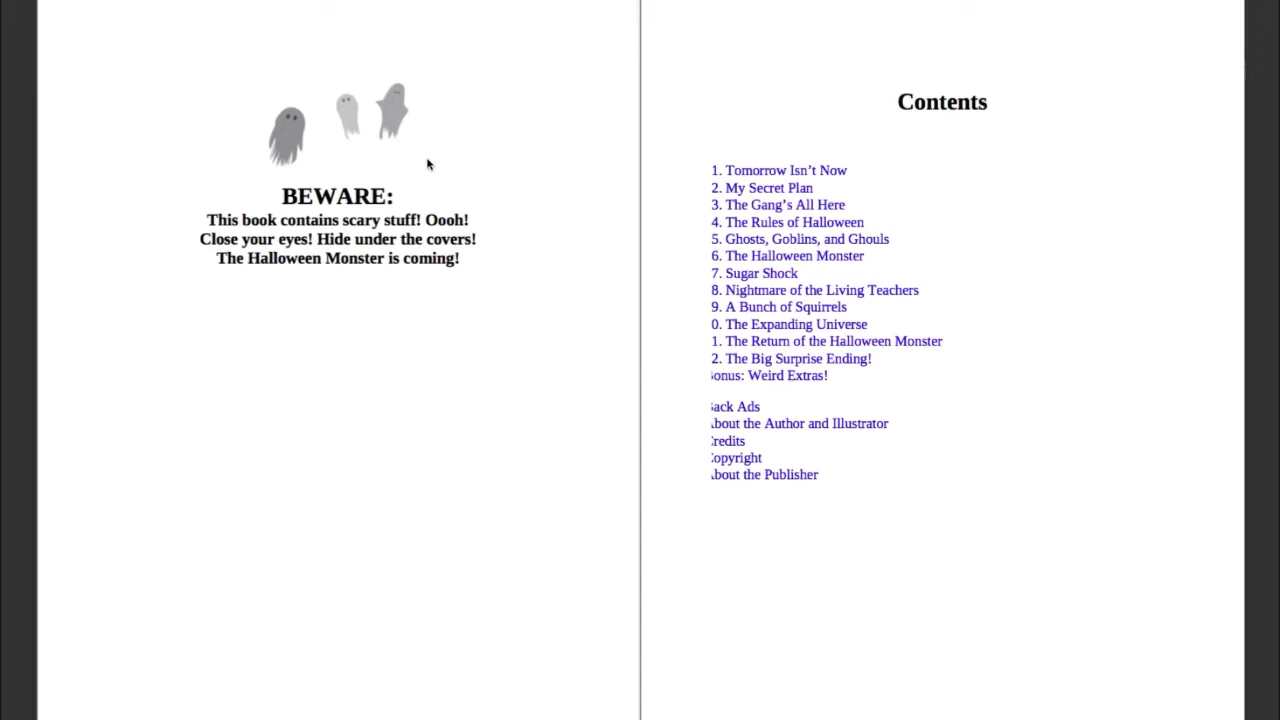 BEWARE:
This book contains scary stuff! Oooh!
Close your eyes! Hide under the covers!
The Halloween Monster is coming!
Contents
1. Tomorrow Isn’t Now
2. My Secret Plan
3. The Gang’s All Here
4. The Rules of Halloween
5. Ghosts, Goblins, and Ghouls
6. The Halloween Monster
7. Sugar Shock
8. Nightmare of the Living Teachers
9. A Bunch of Squirrels
0. The Expanding Universe
1. The Return of the Halloween Monster
2. The Big Surprise Ending!
onus: Weird Extras!
ack Ads
bout the Author and Illustrator
redits
opyright
bout the Publisher